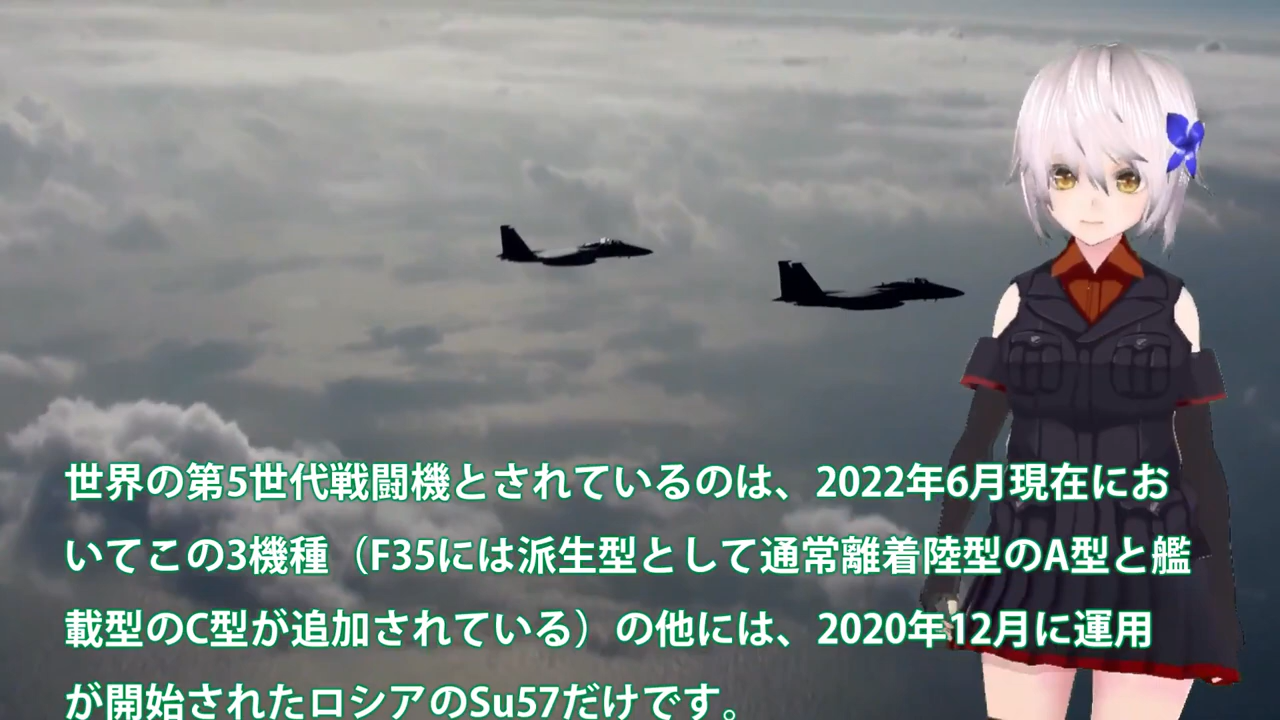 世界の第5世代戦闘機とされているのは、2022年6月現在にお
いてこの3機種（F35には派生型として通常離着陸型のA型と艦
載型のC型が追加されている）の他には、2020年12月に運用
が開始されたロシアのSu57だけです。